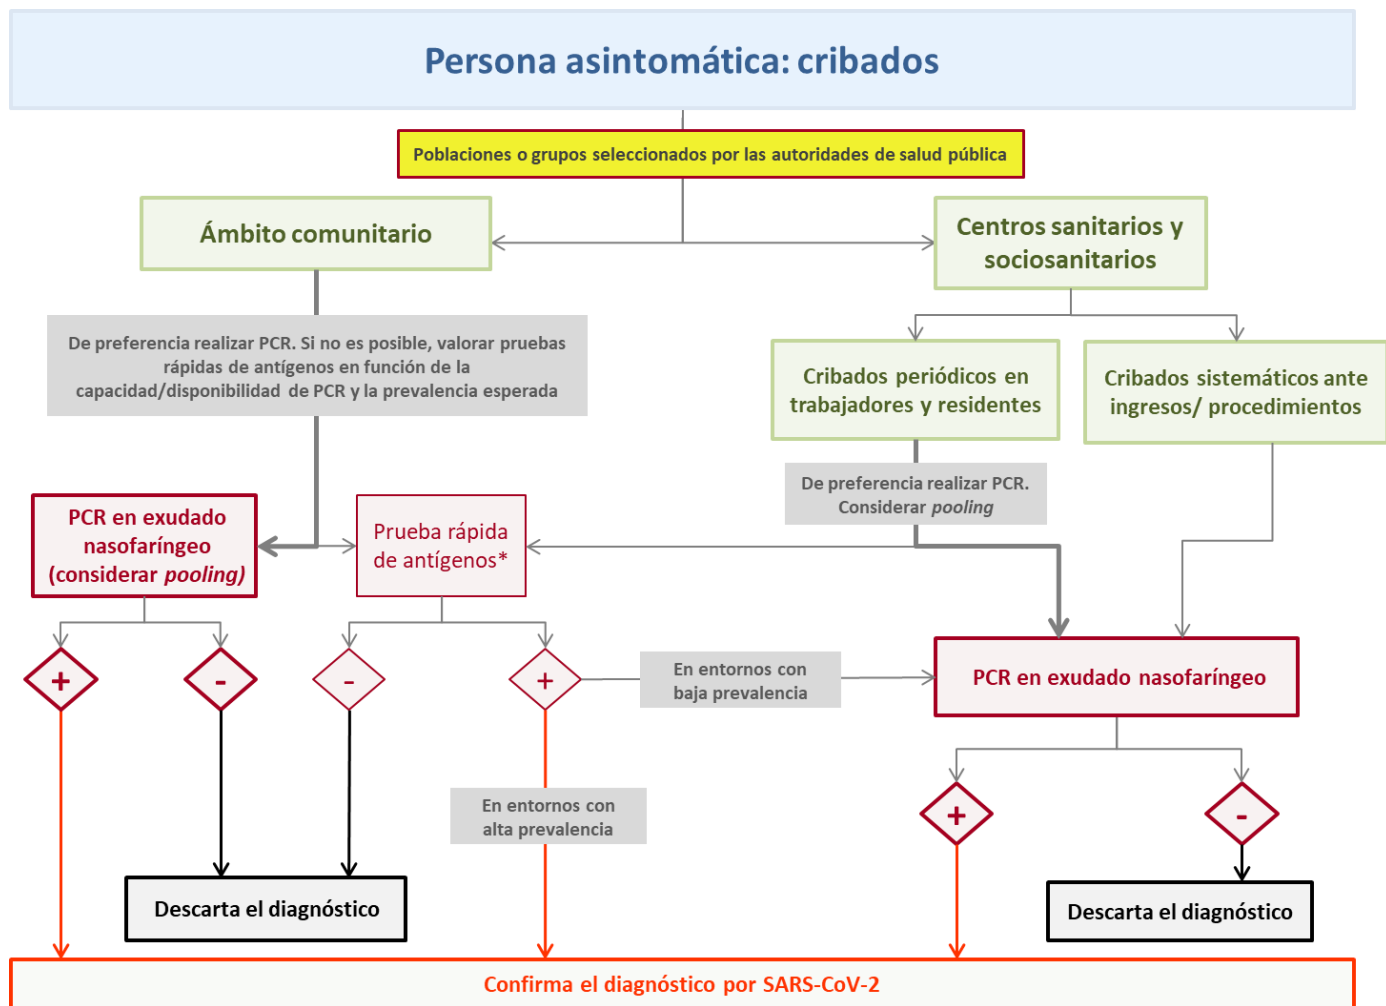 Persona asintomática: cribados
Poblaciones o grupos seleccionados por las autoridades de salud pública
Ámbito comunitario
Centros sanitarios y
sociosanitarios
De preferencia realizar PCR. Si no es posible, valorar pruebas
rápidas de antígenos en función de la
capacidad/disponibilidad de PCR y la prevalencia esperada
Cribados periódicos en
trabajadores y residentes
Cribados sistemáticos ante
ingresos/ procedimientos
De preferencia realizar PCR.
Considerar pooling
PCR en exudado
nasofaríngeo
(considerar pooling)
Prueba rápida
de antígenos*
+
-
-
+
En entornos con
baja prevalencia
PCR en exudado nasofaríngeo
En entornos con
alta prevalencia
+
-
Descarta el diagnóstico
Descarta el diagnóstico
Confirma el diagnóstico por SARS-CoV-2